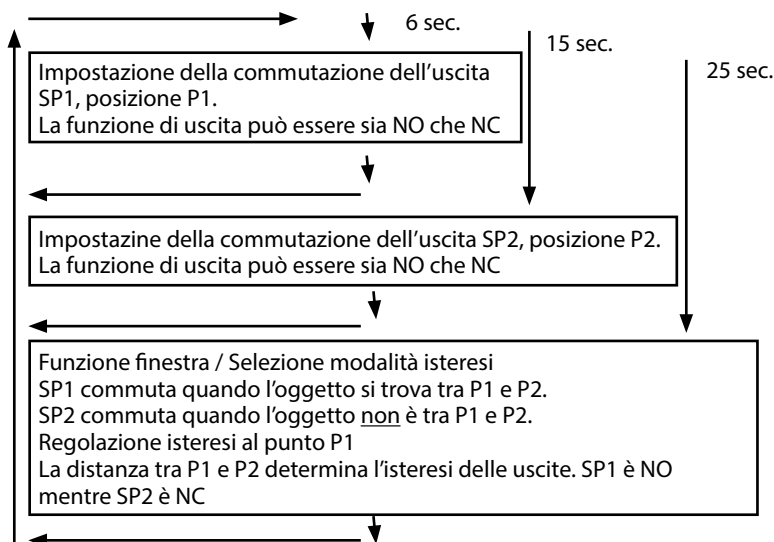 6 sec.
15 sec.
25 sec.
Impostazione della commutazione dell'uscita
SP1, posizione P1.
La funzione di uscita può essere sia NO che NC
Impostazine della commutazione dell'uscita SP2, posizione P2.
La funzione di uscita può essere sia NO che NC
Funzione finestra / Selezione modalità isteresi
SP1 commuta quando l'oggetto si trova tra P1 e P2.
SP2 commuta quando l'oggetto non è tra P1 e P2.
Regolazione isteresi al punto P1
La distanza tra P1 e P2 determina l'isteresi delle uscite. SP1 è NO
mentre SP2 è NC